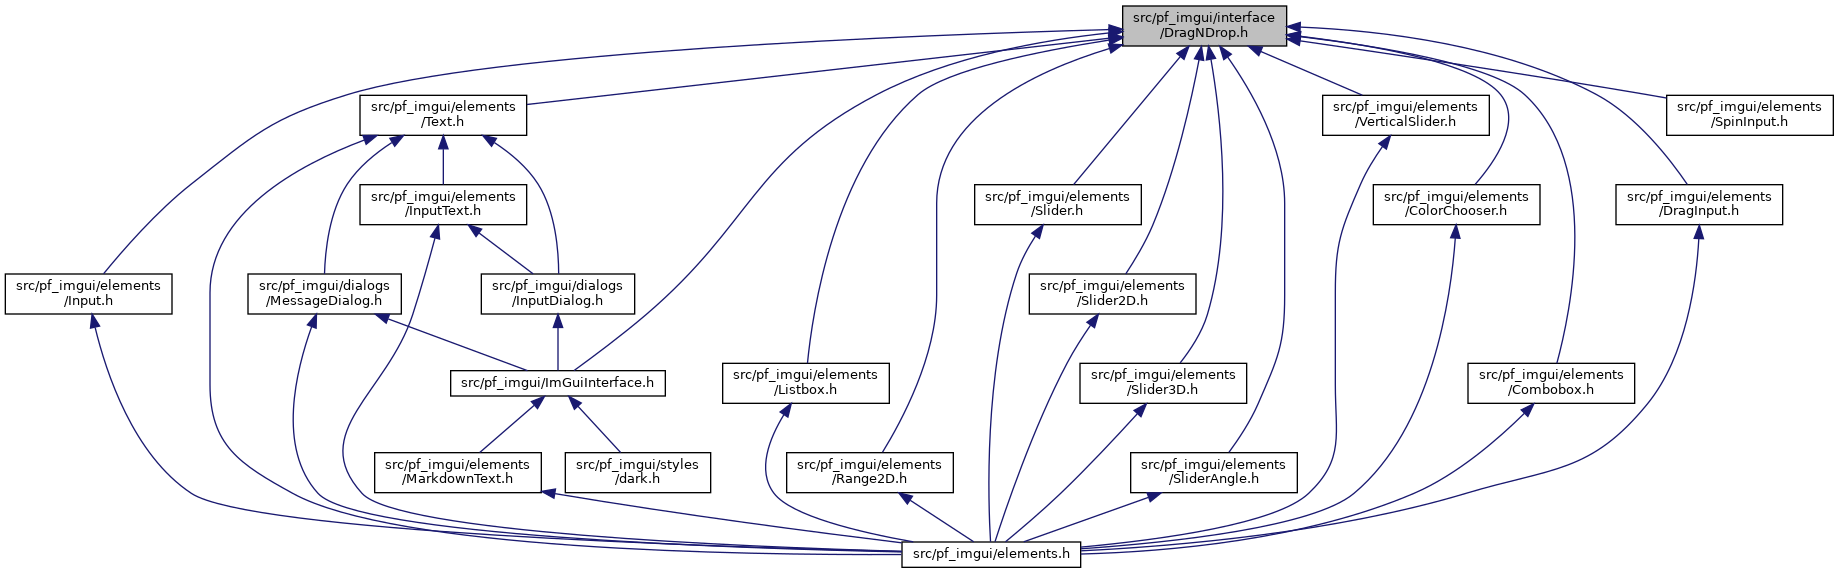 src/pf_imgui/interface
/DragNDrop.h
src/pf_imgui/elements
/Text.h
src/pf_imgui/elements
/VerticalSlider.h
src/pf_imgui/elements
/SpinInput.h
src/pf_imgui/elements
/InputText.h
src/pf_imgui/elements
/Slider.h
src/pf_imgui/elements
/ColorChooser.h
src/pf_imgui/elements
/DragInput.h
src/pf_imgui/elements
/Input.h
src/pf_imgui/dialogs
/MessageDialog.h
src/pf_imgui/dialogs
/InputDialog.h
src/pf_imgui/elements
/Slider2D.h
src/pf_imgui/ImGuiInterface.h
src/pf_imgui/elements
/Listbox.h
src/pf_imgui/elements
/Slider3D.h
src/pf_imgui/elements
/Combobox.h
src/pf_imgui/elements
/MarkdownText.h
src/pf_imgui/styles
/dark.h
src/pf_imgui/elements
/Range2D.h
src/pf_imgui/elements
/SliderAngle.h
src/pf_imgui/elements.h